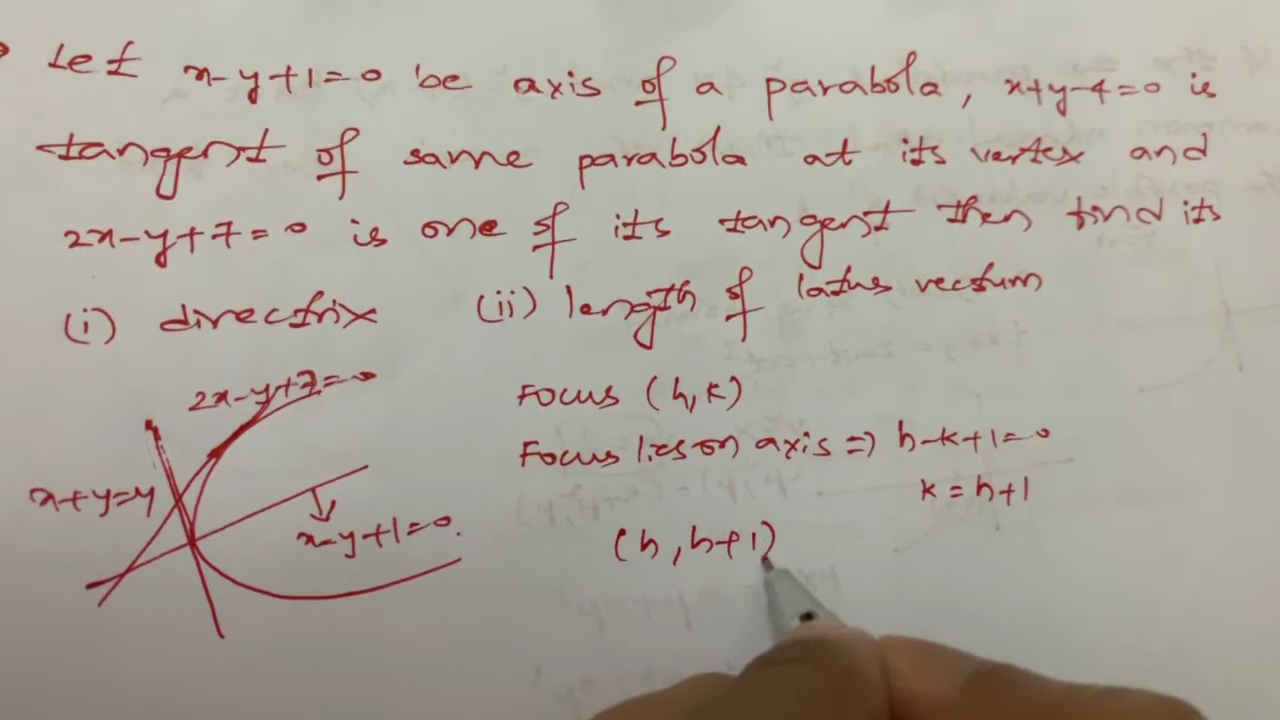 Let x-y+1=0 be axis of a parabola, x+y-4=0 is
tangent of same parabola at its vertex and
2x-y+7=0 is one of its tangent then find its
(i) directrix (ii) length of latus rectum
2x-y+7=0
x+y=4
x-y+1=0.
Focus (h,k)
Focus lies on axis => h-k+1=0
k=h+1
(h,h+1)